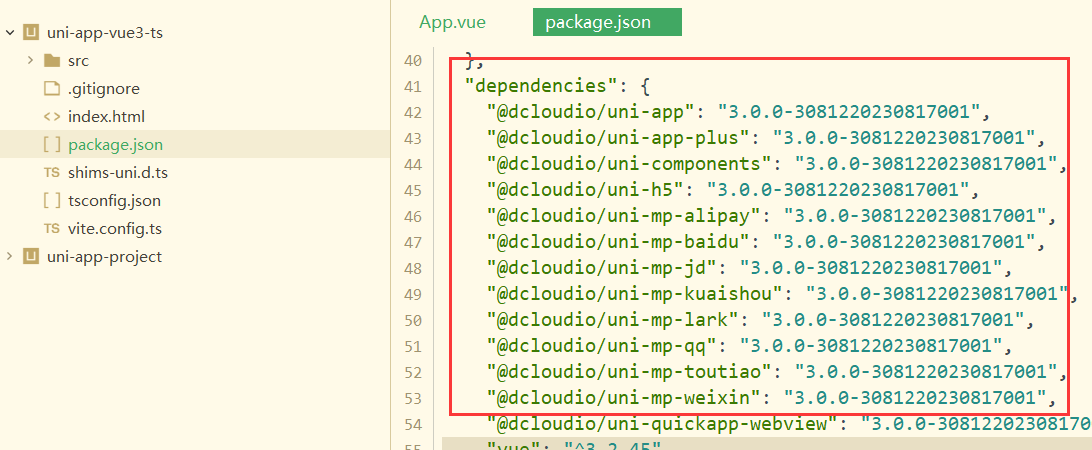 uni-app-vue3-ts
src
.gitignore
index.html
package.json
shims-uni.d.ts
tsconfig.json
vite.config.ts
uni-app-project
App.vue
package.json
40 },
41 "dependencies": {
42 "@dcloudio/uni-app": "3.0.0-3081220230817001",
43 "@dcloudio/uni-app-plus": "3.0.0-3081220230817001",
44 "@dcloudio/uni-components": "3.0.0-3081220230817001",
45 "@dcloudio/uni-h5": "3.0.0-3081220230817001",
46 "@dcloudio/uni-mp-alipay": "3.0.0-3081220230817001",
47 "@dcloudio/uni-mp-baidu": "3.0.0-3081220230817001",
48 "@dcloudio/uni-mp-jd": "3.0.0-3081220230817001",
49 "@dcloudio/uni-mp-kuaishou": "3.0.0-3081220230817001",
50 "@dcloudio/uni-mp-lark": "3.0.0-3081220230817001",
51 "@dcloudio/uni-mp-qq": "3.0.0-3081220230817001",
52 "@dcloudio/uni-mp-toutiao": "3.0.0-3081220230817001",
53 "@dcloudio/uni-mp-weixin": "3.0.0-3081220230817001",
54 "@dcloudio/uni-quickapp-webview": "3.0.0-30812202308170
55 "vue": "^3.2.45"